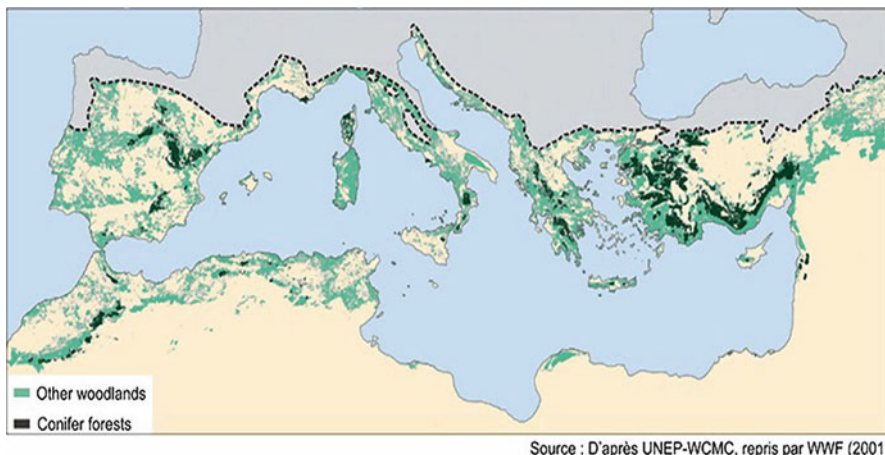 Other woodlands
Conifer forests
Source : D'après UNEP-WCMC, repris par WWF (2001